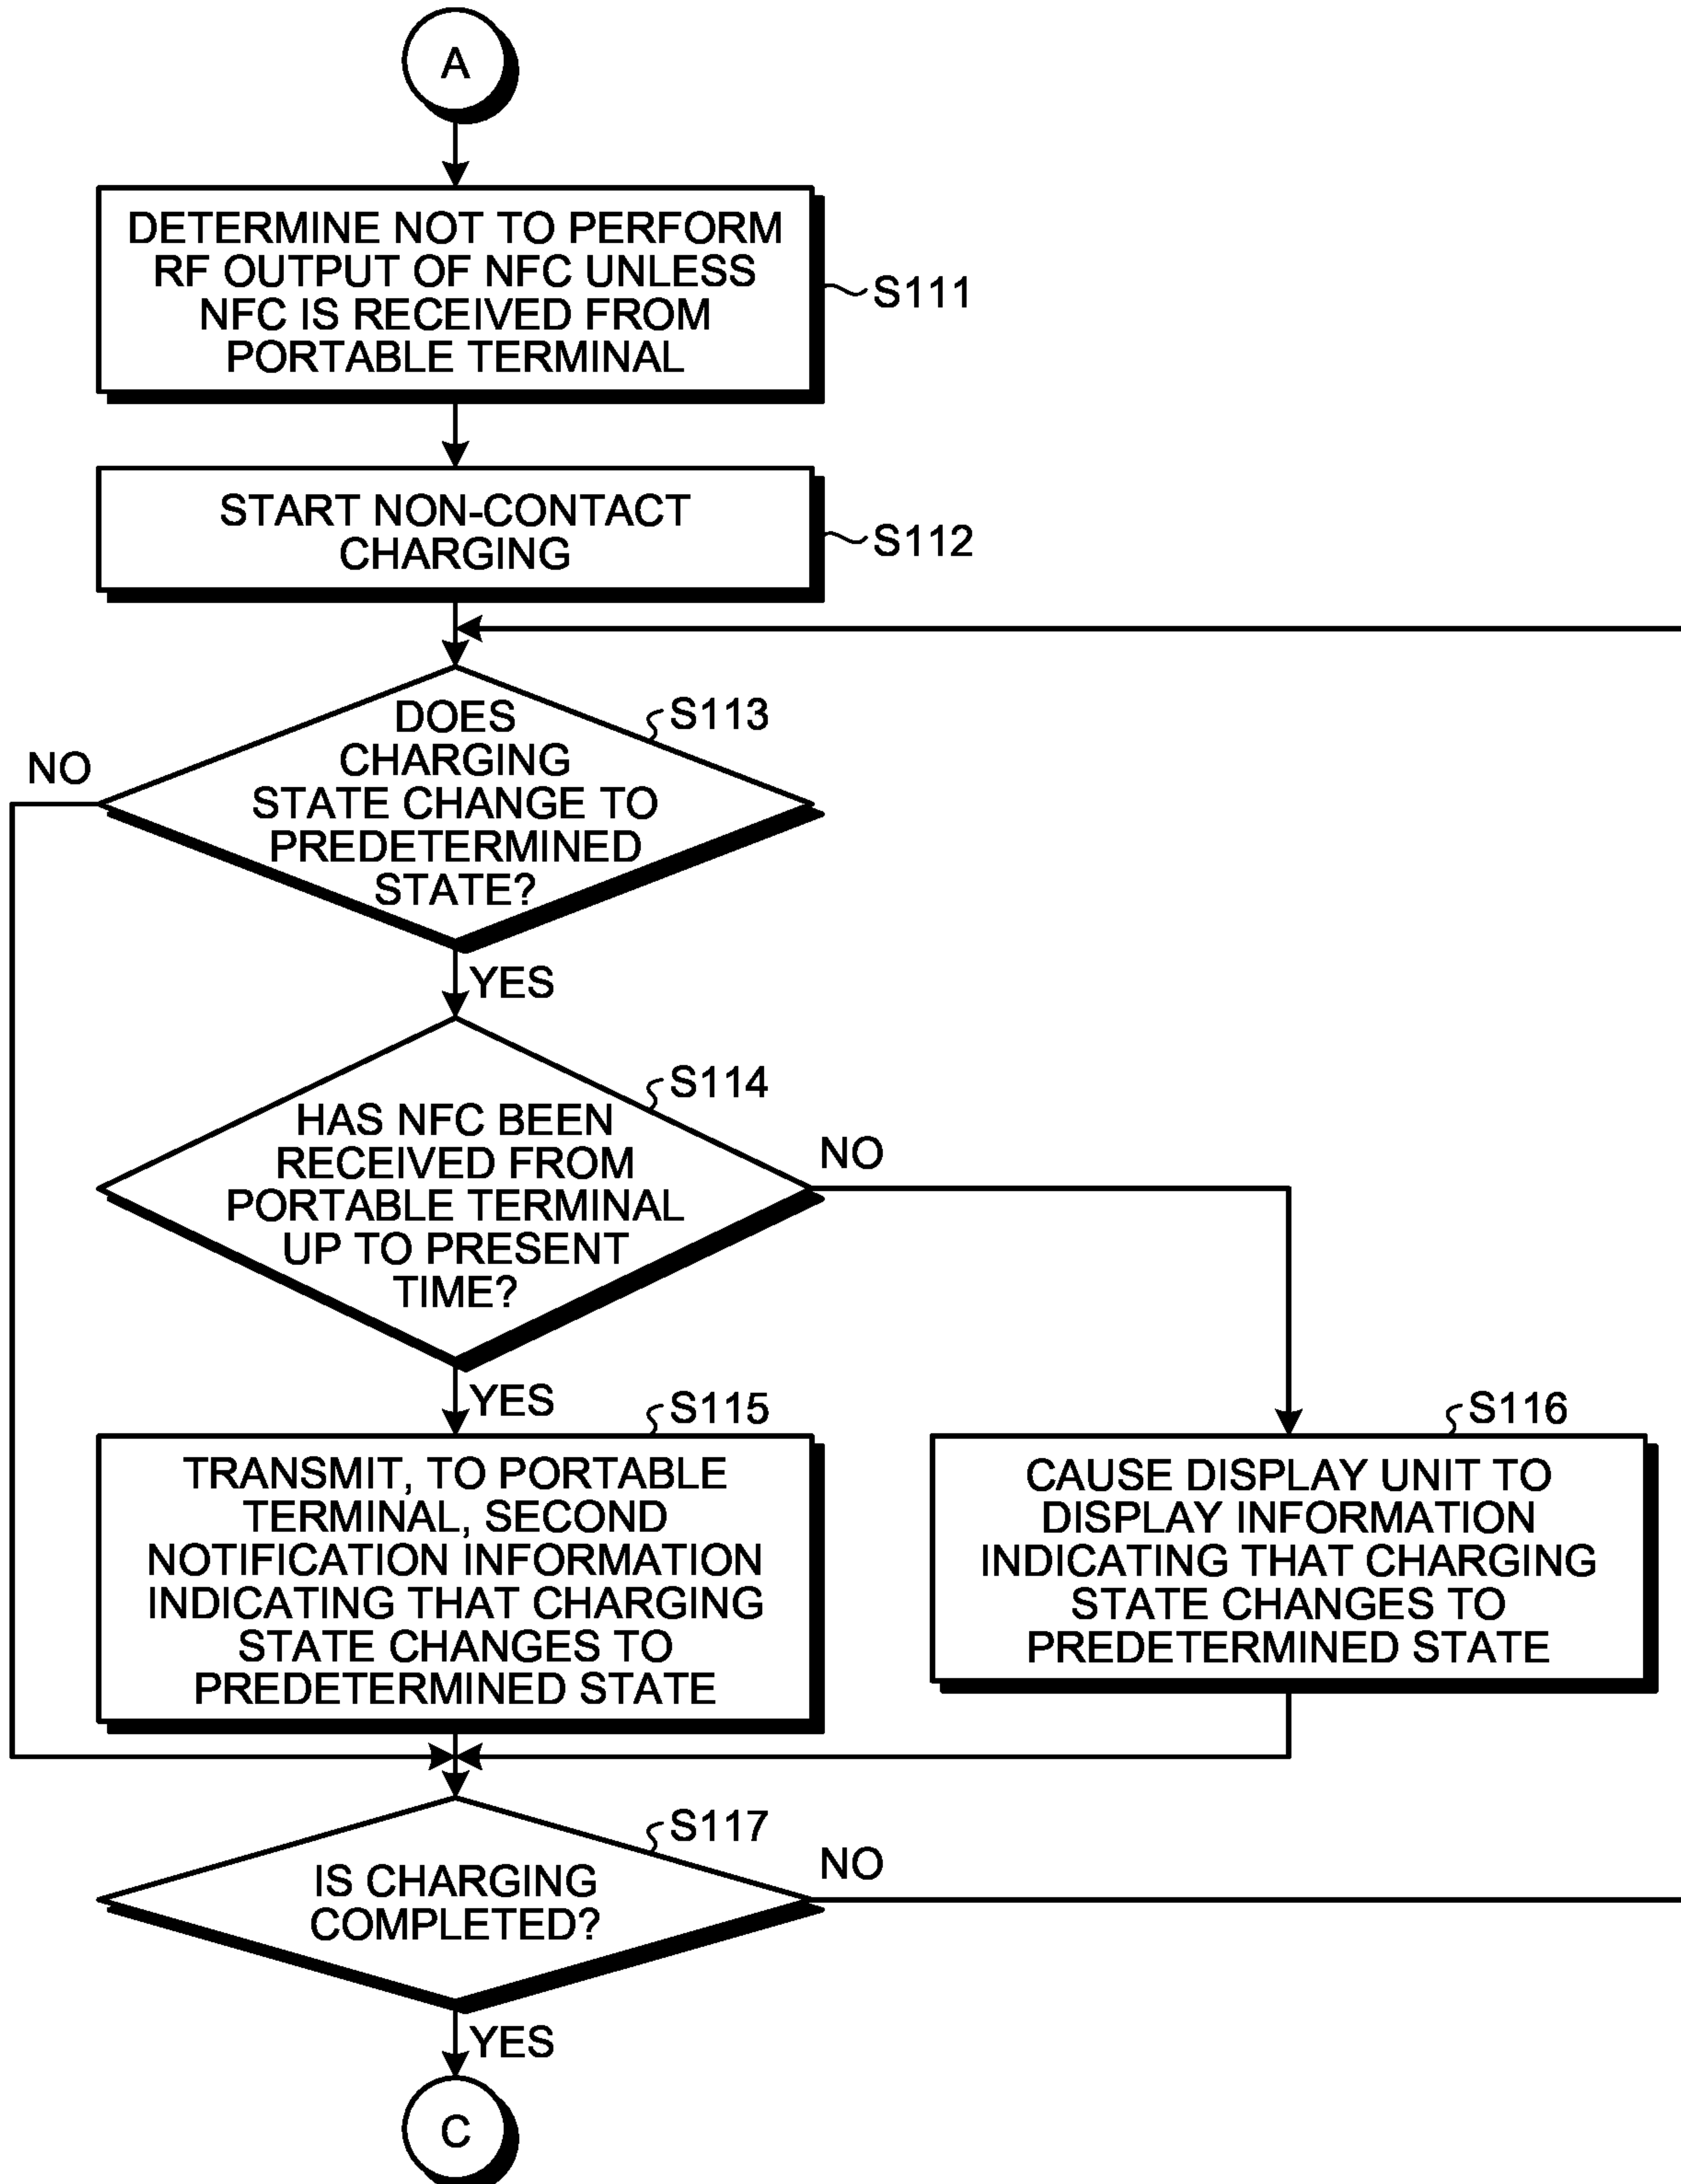 A
DETERMINE NOT TO PERFORM
RF OUTPUT OF NFC UNLESS
NFC IS RECEIVED FROM
PORTABLE TERMINAL
S111
START NON-CONTACT
CHARGING
S112
DOES
CHARGING
STATE CHANGE TO
PREDETERMINED
STATE?
S113
NO
YES
HAS NFC BEEN
RECEIVED FROM
PORTABLE TERMINAL
UP TO PRESENT
TIME?
S114
NO
YES
S115
TRANSMIT, TO PORTABLE
TERMINAL, SECOND
NOTIFICATION INFORMATION
INDICATING THAT CHARGING
STATE CHANGES TO
PREDETERMINED STATE
S116
CAUSE DISPLAY UNIT TO
DISPLAY INFORMATION
INDICATING THAT CHARGING
STATE CHANGES TO
PREDETERMINED STATE
S117
IS CHARGING
COMPLETED?
NO
YES
C